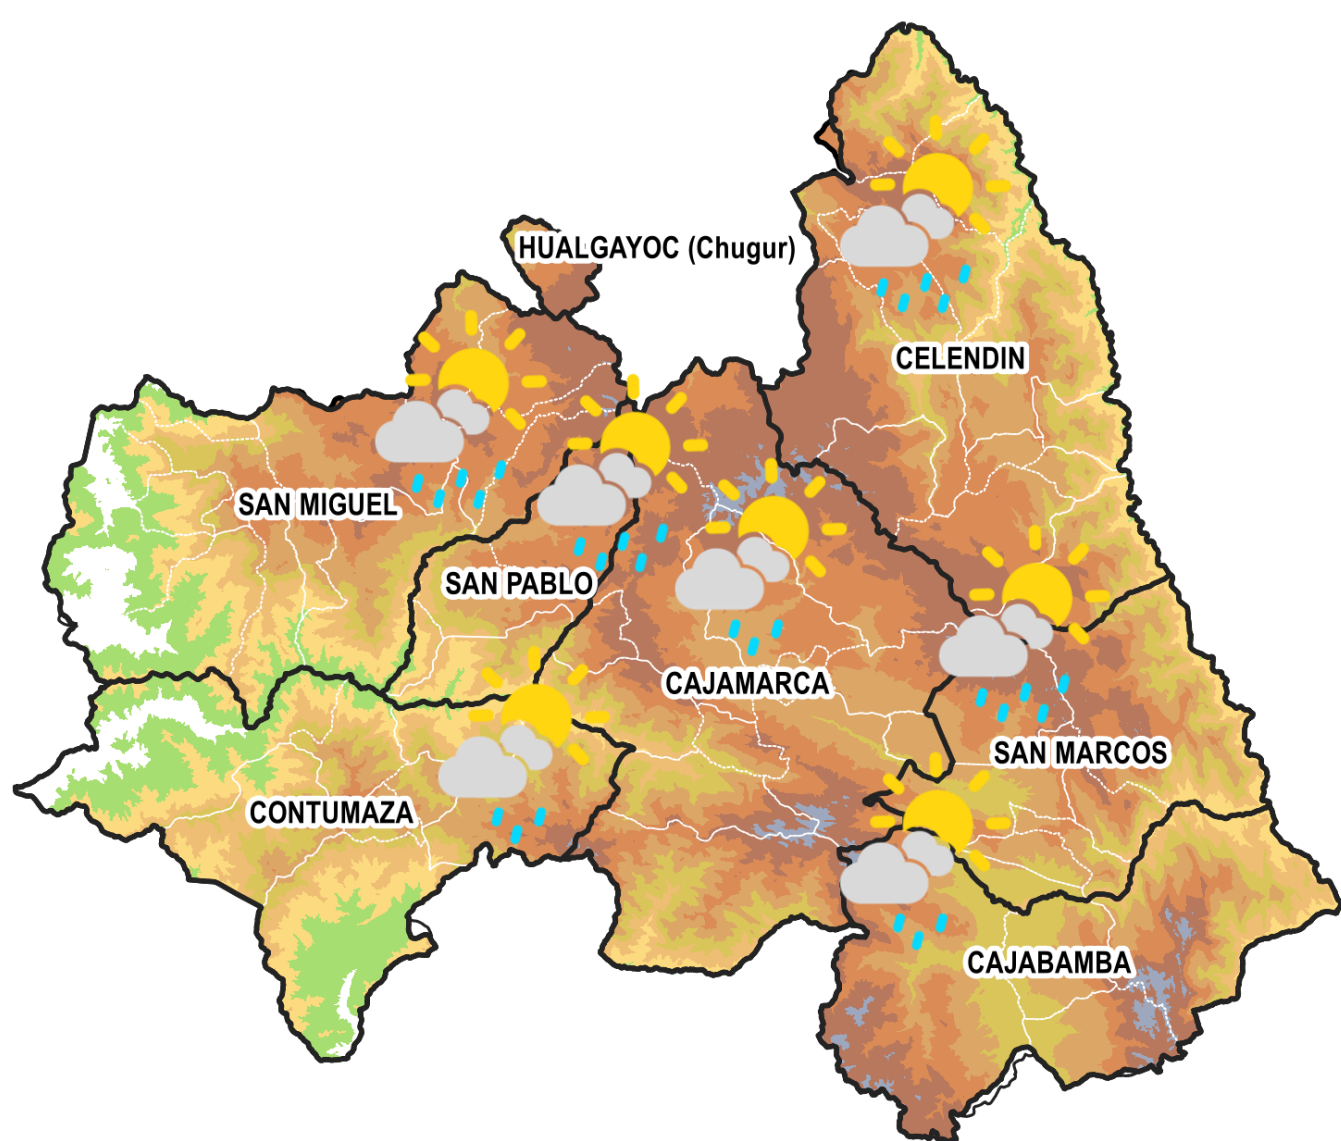 HUALGAYOC (Chugur)
CELENDIN
SAN MIGUEL
SAN PABLO
CAJAMARCA
SAN MARCOS
CONTUMAZA
CAJABAMBA